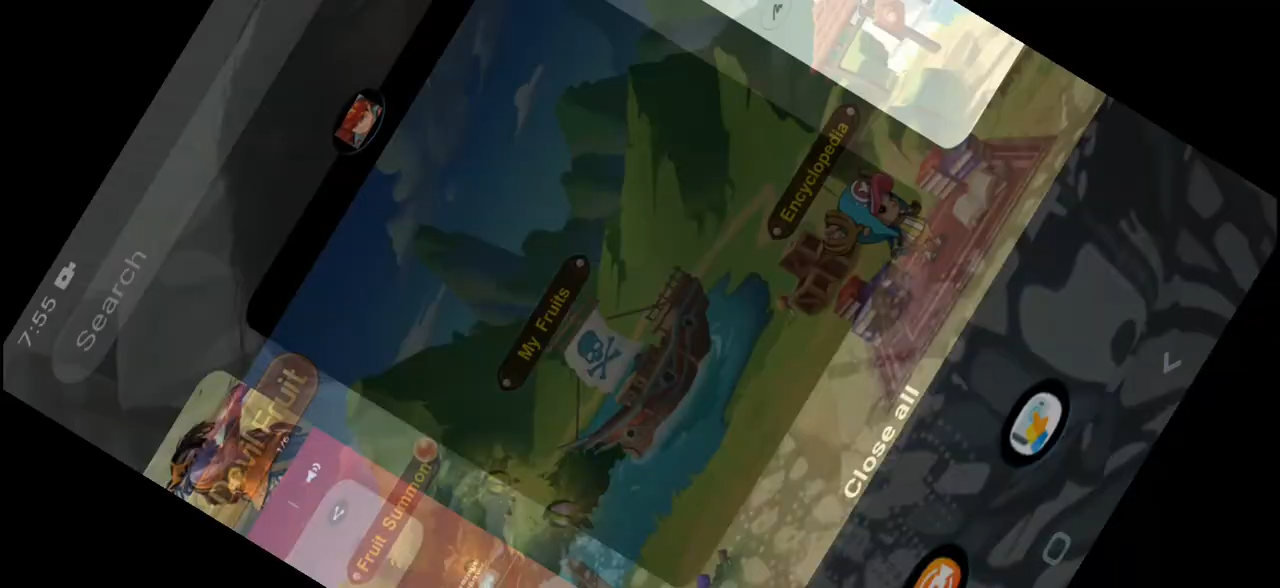 7:55
Search
Devil Fruit
Encyclopedia
My Fruits
Fruit Summon
Close all